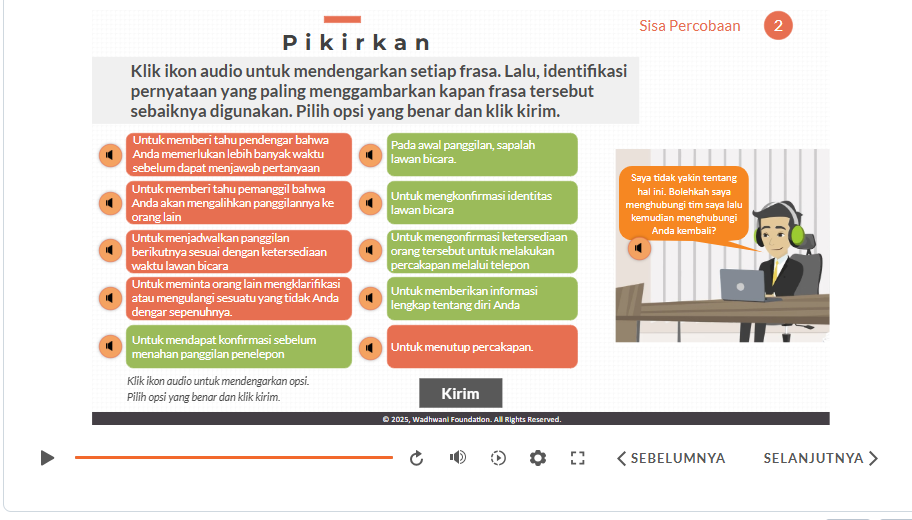 Sisa Percobaan
2
Pikirkan
Klik ikon audio untuk mendengarkan setiap frasa. Lalu, identifikasi
pernyataan yang paling menggambarkan kapan frasa tersebut
sebaiknya digunakan. Pilih opsi yang benar dan klik kirim.
Untuk memberi tahu pendengar bahwa
Anda memerlukan lebih banyak waktu
sebelum dapat menjawab pertanyaan
Pada awal panggilan, sapalah
lawan bicara.
Untuk memberi tahu pemanggil bahwa
Anda akan mengalihkan panggilannya ke
orang lain
Untuk mengkonfirmasi identitas
lawan bicara
Untuk menjadwalkan panggilan
berikutnya sesuai dengan ketersediaan
waktu lawan bicara
Untuk mengonfirmasi ketersediaan
orang tersebut untuk melakukan
percakapan melalui telepon
Untuk meminta orang lain mengklarifikasi
atau mengulangi sesuatu yang tidak Anda
dengar sepenuhnya.
Untuk memberikan informasi
lengkap tentang diri Anda
Untuk mendapat konfirmasi sebelum
menahan panggilan penelepon
Untuk menutup percakapan.
Saya tidak yakin tentang
hal ini. Bolehkah saya
menghubungi tim saya lalu
kemudian menghubungi
Anda kembali?
Klik ikon audio untuk mendengarkan opsi.
Pilih opsi yang benar dan klik kirim.
Kirim
© 2025, Wadhwani Foundation. All Rights Reserved.
SEBELUMNYA
SELANJUTNYA